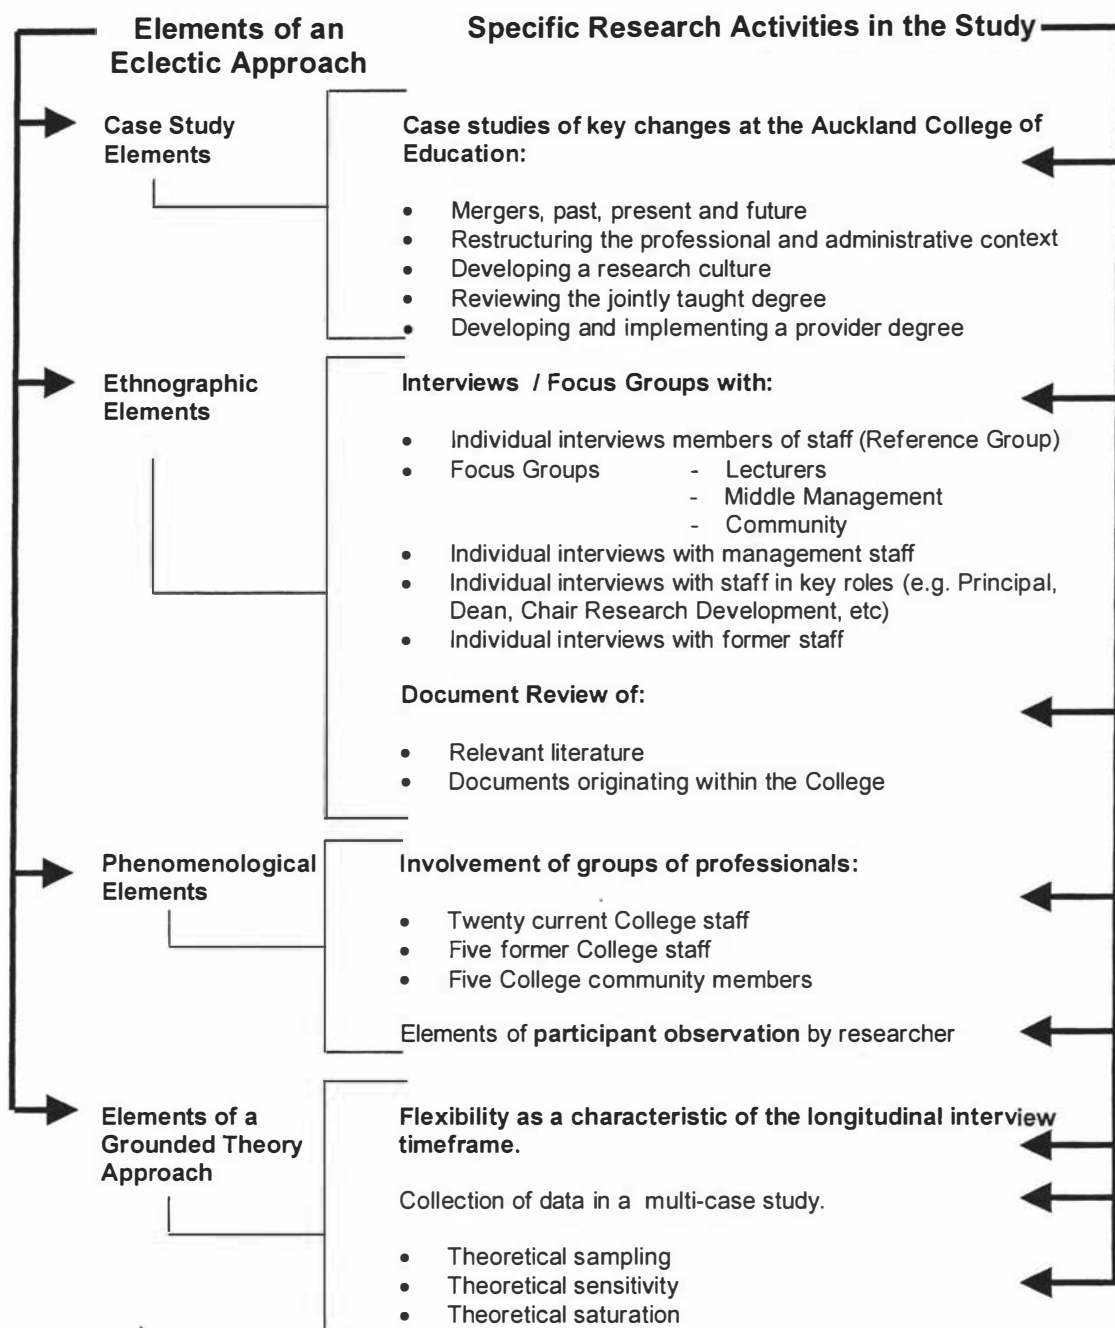 Elements of an
Eclectic Approach
Specific Research Activities in the Study
Case Study
Elements
Case studies of key changes at the Auckland College of
Education:
• Mergers, past, present and future
• Restructuring the professional and administrative context
• Developing a research culture
• Reviewing the jointly taught degree
• Developing and implementing a provider degree
Ethnographic
Elements
Interviews / Focus Groups with:
• Individual interviews members of staff (Reference Group)
• Focus Groups - Lecturers
- Middle Management
- Community
• Individual interviews with management staff
• Individual interviews with staff in key roles (e.g. Principal,
Dean, Chair Research Development, etc)
• Individual interviews with former staff
Document Review of:
• Relevant literature
• Documents originating within the College
Phenomenological
Elements
Involvement of groups of professionals:
• Twenty current College staff
• Five former College staff
• Five College community members
Elements of participant observation by researcher
Elements of a
Grounded Theory
Approach
Flexibility as a characteristic of the longitudinal interview
timeframe.
Collection of data in a multi-case study.
• Theoretical sampling
• Theoretical sensitivity
• Theoretical saturation